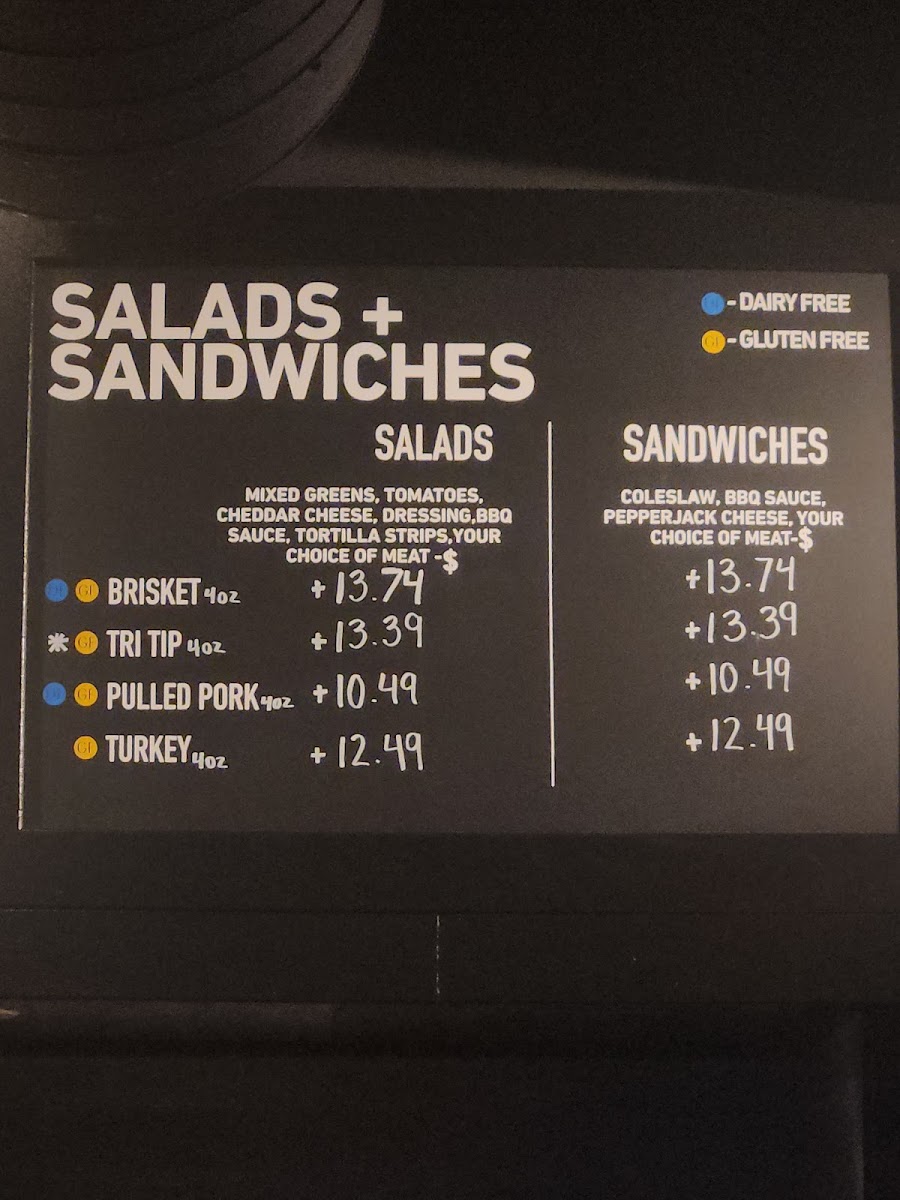 SALADS +
SANDWICHES
- DAIRY FREE
GF - GLUTEN FREE
SALADS
MIXED GREENS, TOMATOES,
CHEDDAR CHEESE, DRESSING,BBQ
SAUCE, TORTILLA STRIPS,YOUR
CHOICE OF MEAT -$
SANDWICHES
COLESLAW, BBQ SAUCE,
PEPPERJACK CHEESE, YOUR
CHOICE OF MEAT-$
GF BRISKET 4oz +13.74 +13.74
* GF TRI TIP 4oz +13.39 +13.39
GF PULLED PORK 4oz +10.49 +10.49
GF TURKEY 4oz +12.49 +12.49